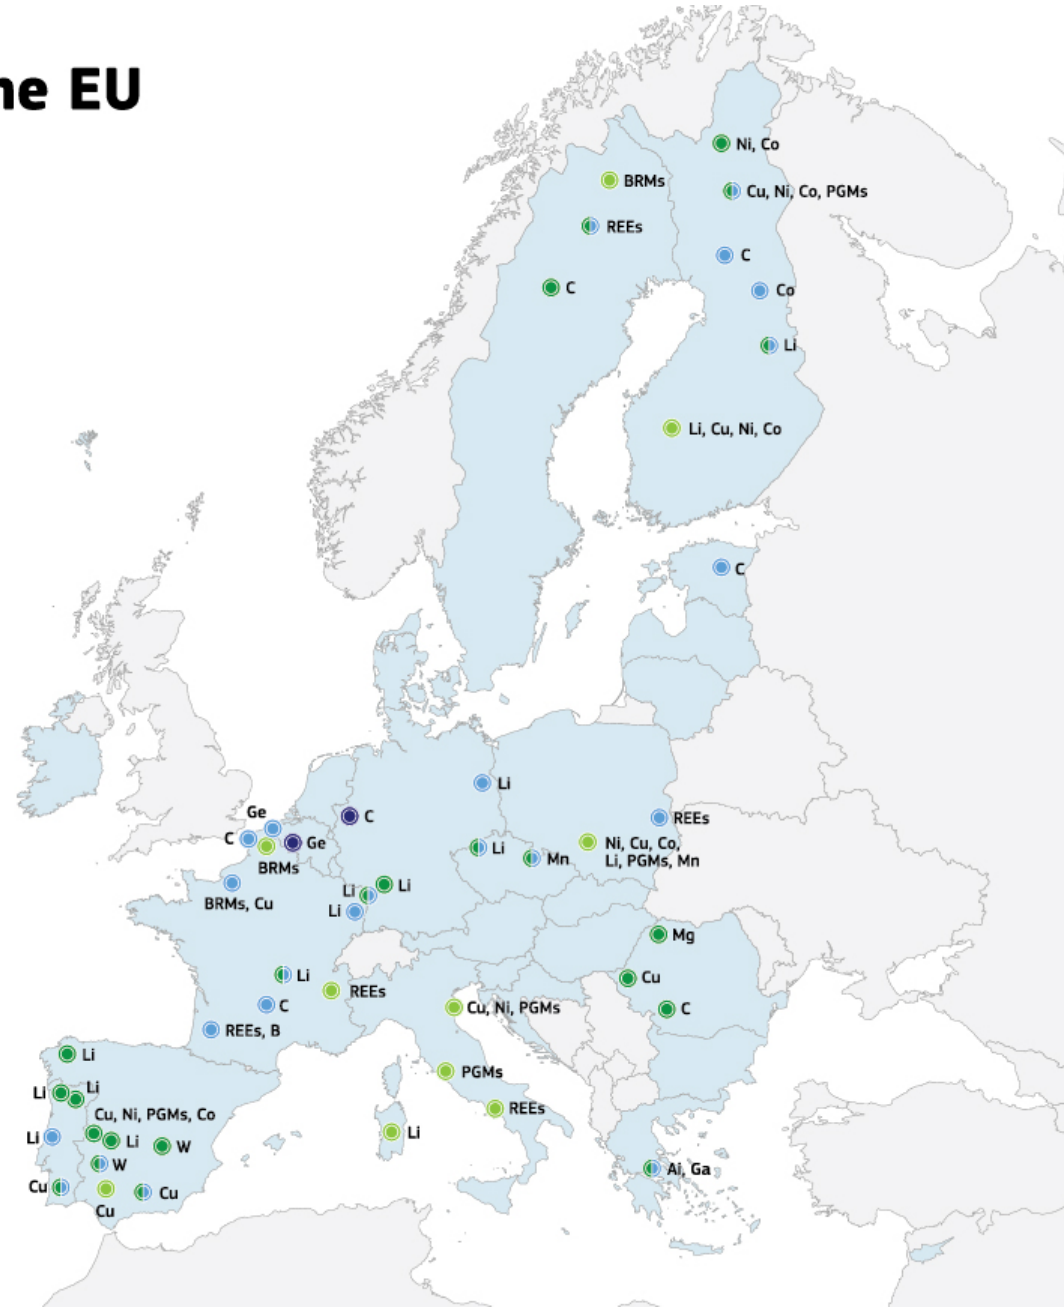 ne EU
Ni, Co
BRMs
Cu, Ni, Co, PGMs
REEs
C
C
Co
Li
Li, Cu, Ni, Co
C
Li
Ge
C
REEs
C
Ge
BRMs
Li
Mn
Ni, Cu, Co,
Li, PGMs, Mn
Li
Li
BRMs, Cu
Li
Mg
Li
Cu
REEs
C
Cu, Ni, PGMs
C
REEs, B
Li
PGMs
Li
Li
Cu, Ni, PGMs, Co
REEs
Li
Li
W
Li
W
Ai, Ga
Cu
Cu
Cu